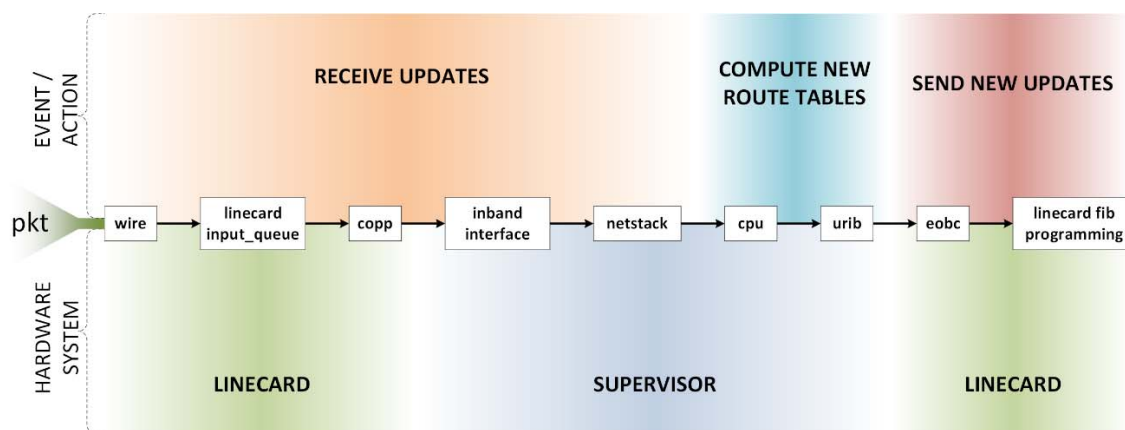 EVENT /
ACTION
RECEIVE UPDATES
COMPUTE NEW
ROUTE TABLES
SEND NEW UPDATES
pkt
wire
linecard
input_queue
copp
inband
interface
netstack
cpu
urib
eobc
linecard fib
programming
HARDWARE
SYSTEM
LINECARD
SUPERVISOR
LINECARD